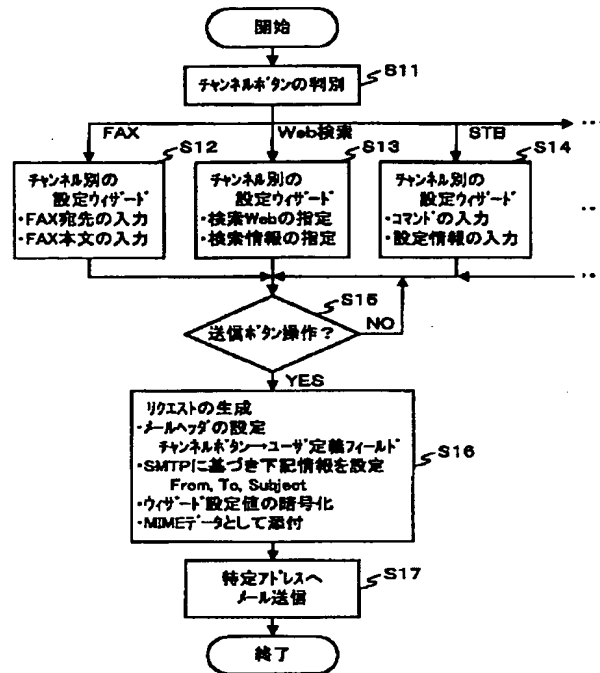 開始
S11
チャンネルボタンの判別
FAX
Web検索
STB
S12
チャンネル別の
設定ウィザード
・FAX宛先の入力
・FAX本文の入力
S13
チャンネル別の
設定ウィザード
・検索Webの指定
・検索情報の指定
S14
チャンネル別の
設定ウィザード
・コマンドの入力
・設定情報の入力
S15
送信ボタン操作?
NO
YES
リクエストの生成
・メールヘッダの設定
チャンネルボタン→ユーザ定義フィールド
・SMTPに基づき下記情報を設定
From, To, Subject
・ウィザード設定値の暗号化
・MIMEデータとして添付
S16
特定アドレスへ
メール送信
S17
終了